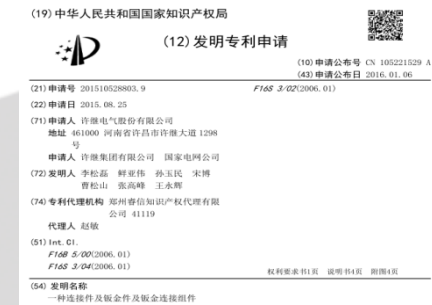 (19)中华人民共和国国家知识产权局
(12)发明专利申请
(10)申请公布号 CN 105221529 A
(43)申请公布日 2016.01.06
(21)申请号 201510528803.9
(22)申请日 2015.08.25
(71)申请人 许继电气股份有限公司
地址 461000 河南省许昌市许继大道1298
号
申请人 许继集团有限公司 国家电网公司
(72)发明人 李松磊 鲜亚伟 孙玉民 宋博
曹松山 张高峰 王永辉
(74)专利代理机构 郑州睿信知识产权代理有限
公司 41119
代理人 赵敏
(51)Int.Cl.
F16B 5/00(2006.01)
F16S 3/04(2006.01)
F16S 3/02(2006.01)
权利要求书1页 说明书4页 附图4页
(54)发明名称
一种连接件及钣金件及钣金连接组件